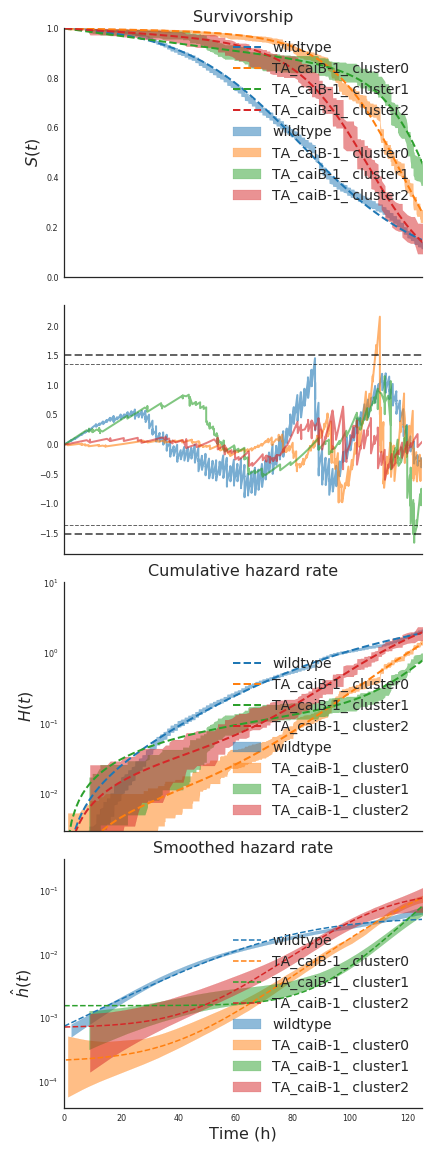 Survivorship
1.0
0.8
0.6
0.4
0.2
0.0
S(t)
wildtype
TA_caiB-1_ cluster0
TA_caiB-1_ cluster1
TA_caiB-1_ cluster2
wildtype
TA_caiB-1_ cluster0
TA_caiB-1_ cluster1
TA_caiB-1_ cluster2
2.0
1.5
1.0
0.5
0.0
−0.5
−1.0
−1.5
Cumulative hazard rate
10¹
10⁰
10⁻¹
10⁻²
H(t)
wildtype
TA_caiB-1_ cluster0
TA_caiB-1_ cluster1
TA_caiB-1_ cluster2
wildtype
TA_caiB-1_ cluster0
TA_caiB-1_ cluster1
TA_caiB-1_ cluster2
Smoothed hazard rate
10⁻¹
10⁻²
10⁻³
10⁻⁴
ĥ(t)
wildtype
TA_caiB-1_ cluster0
TA_caiB-1_ cluster1
TA_caiB-1_ cluster2
wildtype
TA_caiB-1_ cluster0
TA_caiB-1_ cluster1
TA_caiB-1_ cluster2
0 20 40 60 80 100 120
Time (h)